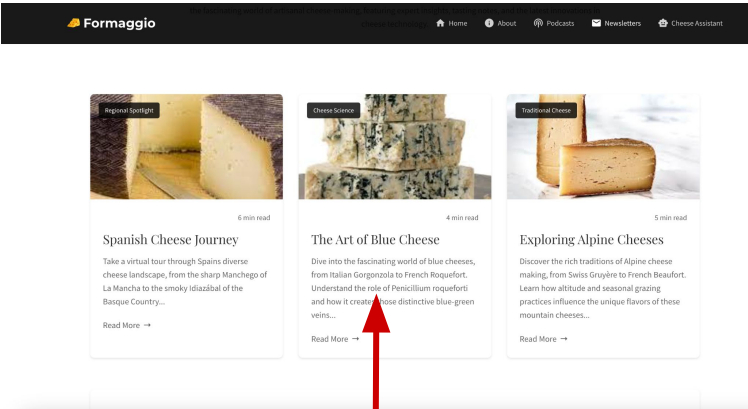 Formaggio
Home
About
Podcasts
Newsletters
Cheese Assistant
Regional Spotlight
6 min read
Spanish Cheese Journey
Take a virtual tour through Spains diverse
cheese landscape, from the sharp Manchego of
La Mancha to the smoky Idiazábal of the
Basque Country...
Read More →
Cheese Science
4 min read
The Art of Blue Cheese
Dive into the fascinating world of blue cheeses,
from Italian Gorgonzola to French Roquefort.
Understand the role of Penicillium roqueforti
and how it creates those distinctive blue-green
veins...
Read More →
Traditional Cheese
5 min read
Exploring Alpine Cheeses
Discover the rich traditions of Alpine cheese
making, from Swiss Gruyère to French Beaufort.
Learn how altitude and seasonal grazing
practices influence the unique flavors of these
mountain cheeses...
Read More →